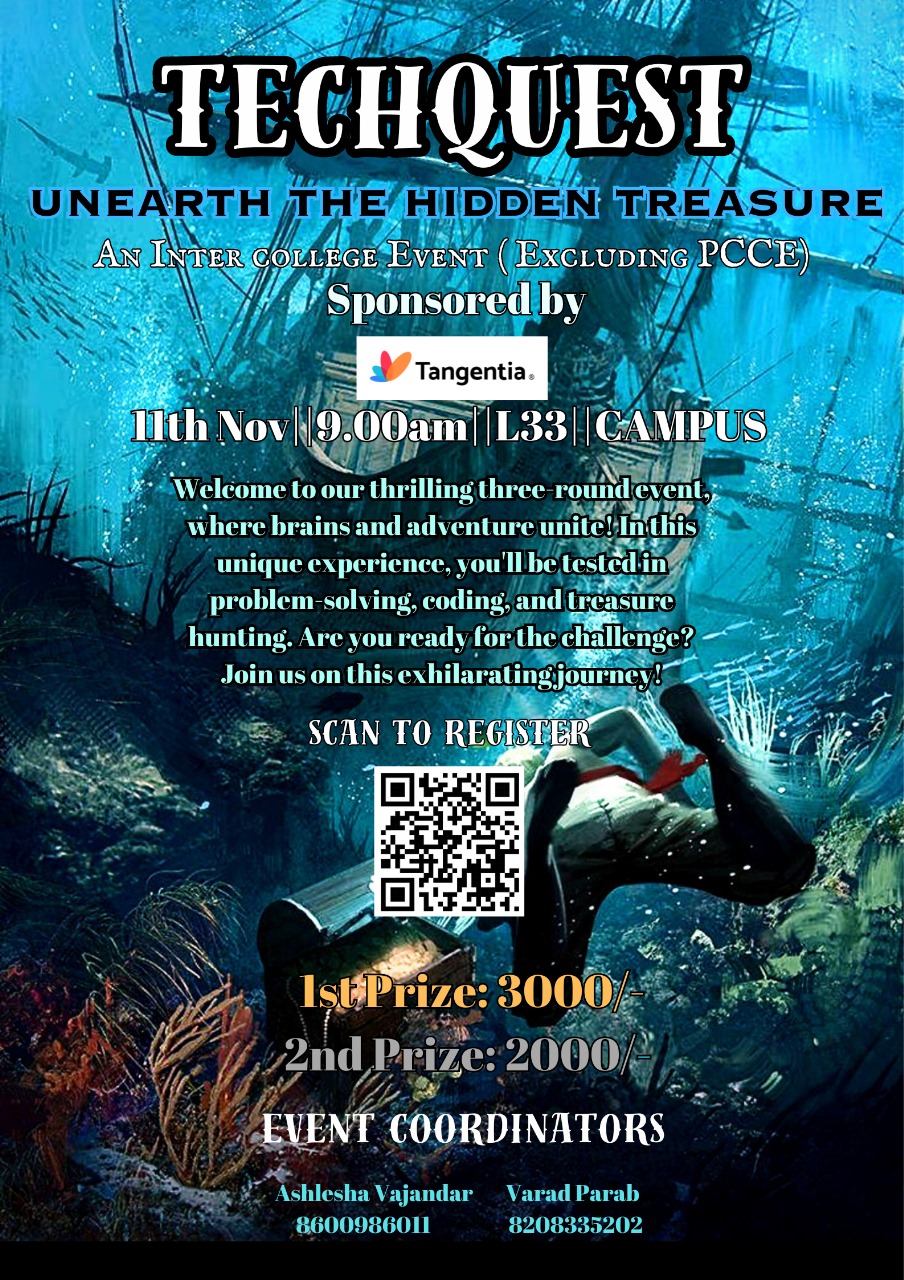 TECHQUEST
UNEARTH THE HIDDEN TREASURE
An Inter college Event ( Excluding PCCE)
Sponsored by
Tangentia®
11th Nov||9.00am||L33||CAMPUS
Welcome to our thrilling three-round event,
where brains and adventure unite! In this
unique experience, you'll be tested in
problem-solving, coding, and treasure
hunting. Are you ready for the challenge?
Join us on this exhilarating journey!
SCAN TO REGISTER
1st Prize: 3000/-
2nd Prize: 2000/-
EVENT COORDINATORS
Ashlesha Vajandar Varad Parab
8600986011 8208335202